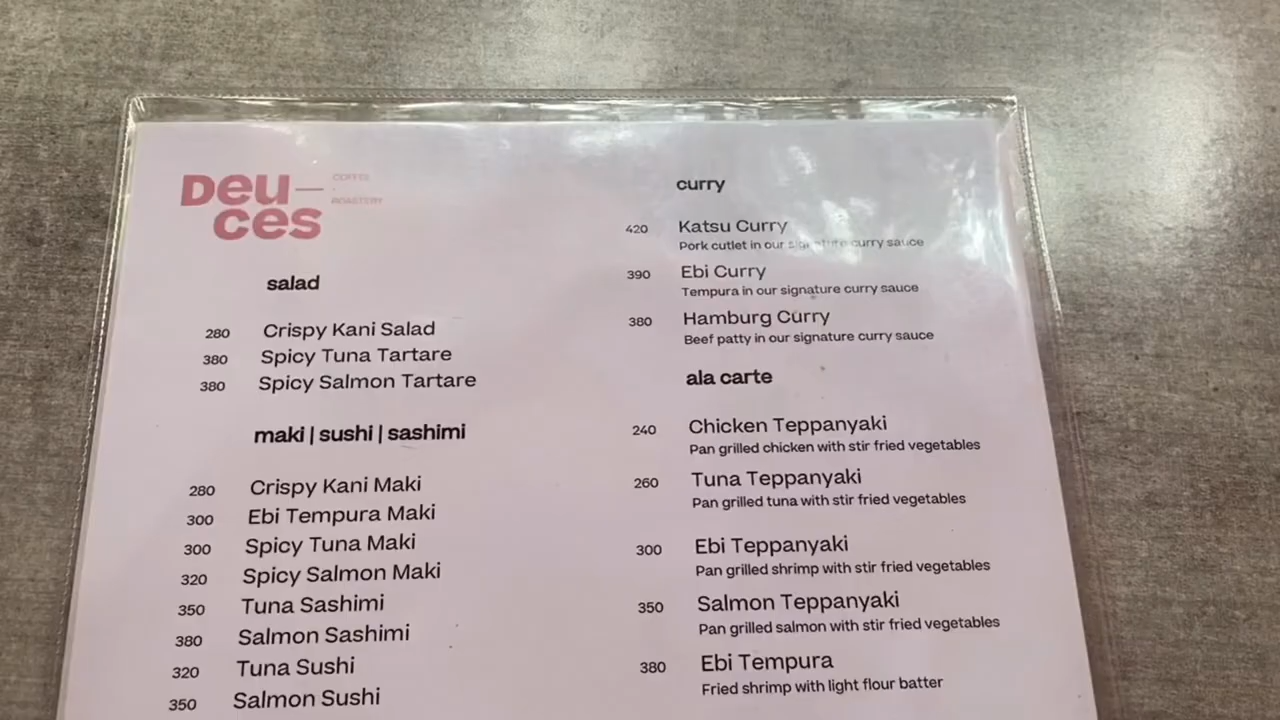 Deu—
ces
COFFEE
ROASTERY
salad
280 Crispy Kani Salad
380 Spicy Tuna Tartare
380 Spicy Salmon Tartare
maki | sushi | sashimi
280 Crispy Kani Maki
300 Ebi Tempura Maki
300 Spicy Tuna Maki
320 Spicy Salmon Maki
350 Tuna Sashimi
380 Salmon Sashimi
320 Tuna Sushi
350 Salmon Sushi
curry
420 Katsu Curry
Pork cutlet in our signature curry sauce
390 Ebi Curry
Tempura in our signature curry sauce
380 Hamburg Curry
Beef patty in our signature curry sauce
ala carte
240 Chicken Teppanyaki
Pan grilled chicken with stir fried vegetables
260 Tuna Teppanyaki
Pan grilled tuna with stir fried vegetables
300 Ebi Teppanyaki
Pan grilled shrimp with stir fried vegetables
350 Salmon Teppanyaki
Pan grilled salmon with stir fried vegetables
380 Ebi Tempura
Fried shrimp with light flour batter